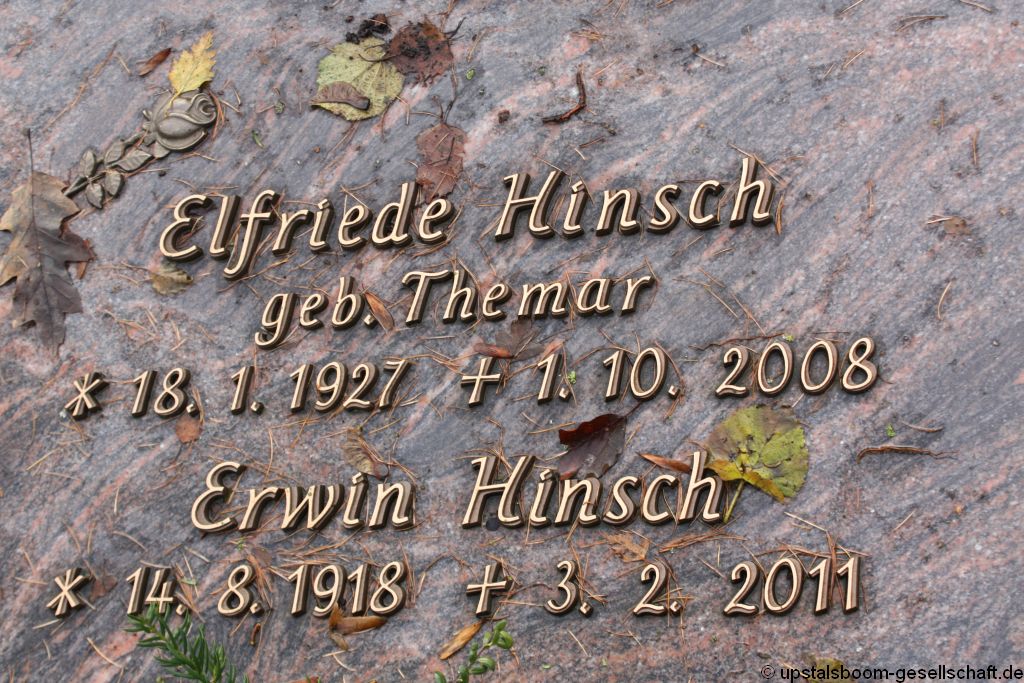 Elfriede Hinsch
geb. Themar
* 18. 1. 1927 + 1. 10. 2008
Erwin Hinsch
* 14. 8. 1918 + 3. 2. 2011
© upstalsboom-gesellschaft.de